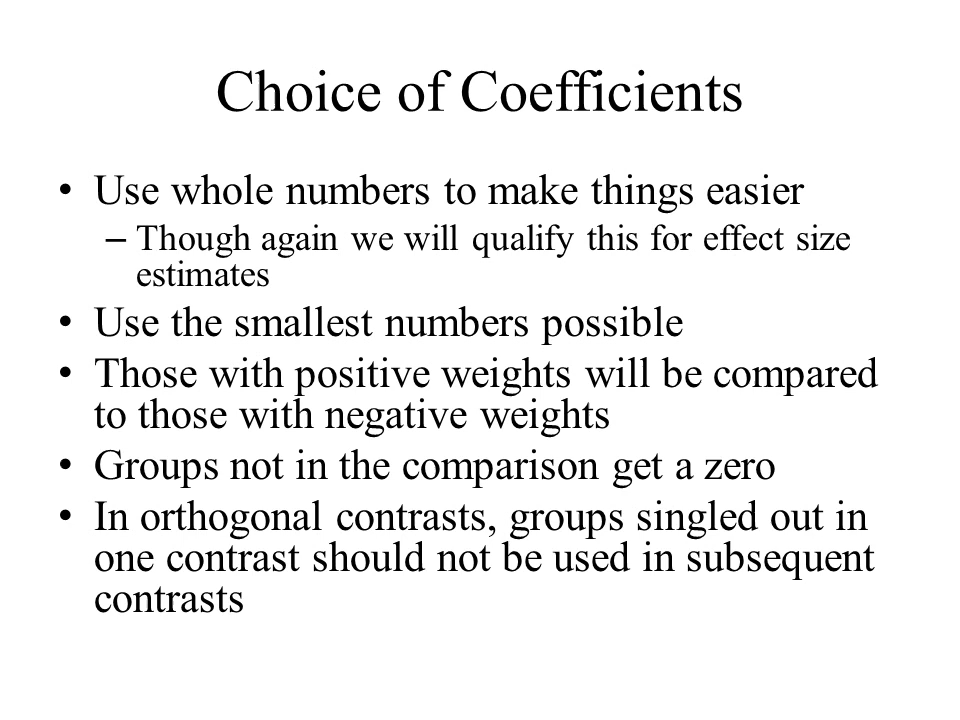 Choice of Coefficients
• Use whole numbers to make things easier
– Though again we will qualify this for effect size
estimates
• Use the smallest numbers possible
• Those with positive weights will be compared
to those with negative weights
• Groups not in the comparison get a zero
• In orthogonal contrasts, groups singled out in
one contrast should not be used in subsequent
contrasts